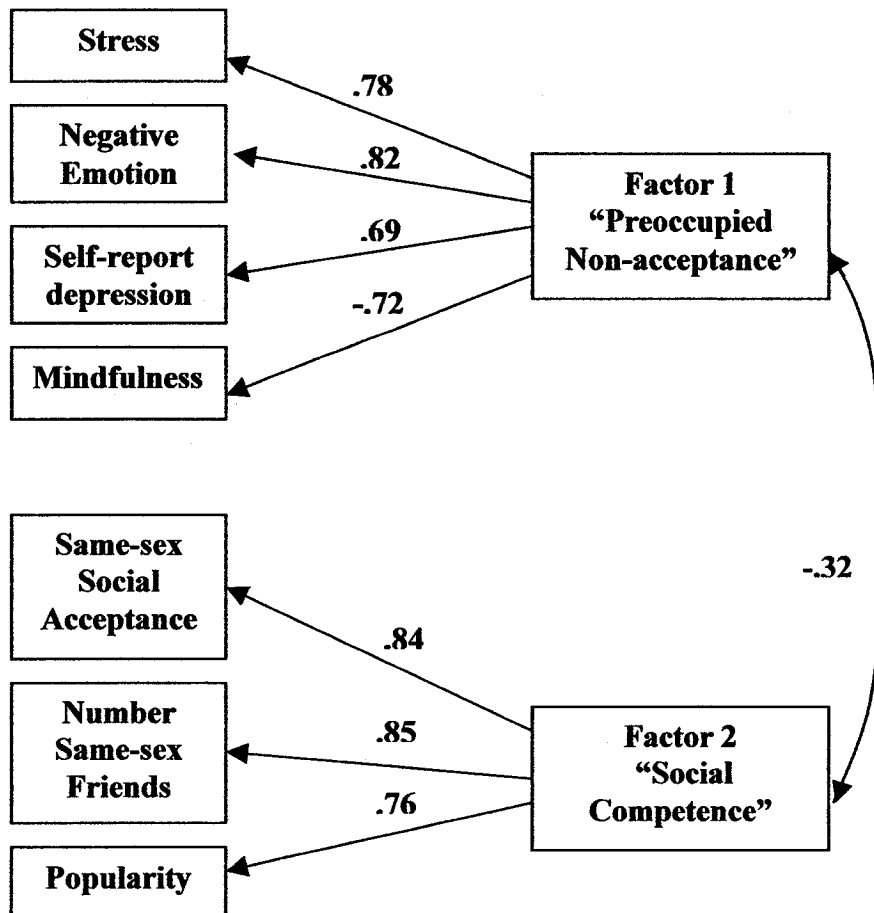 Stress
.78
Negative
Emotion
.82
Factor 1
“Preoccupied
Non-acceptance”
Self-report
depression
.69
-.72
Mindfulness
Same-sex
Social
Acceptance
-.32
.84
Number
Same-sex
Friends
.85
Factor 2
“Social
Competence”
.76
Popularity